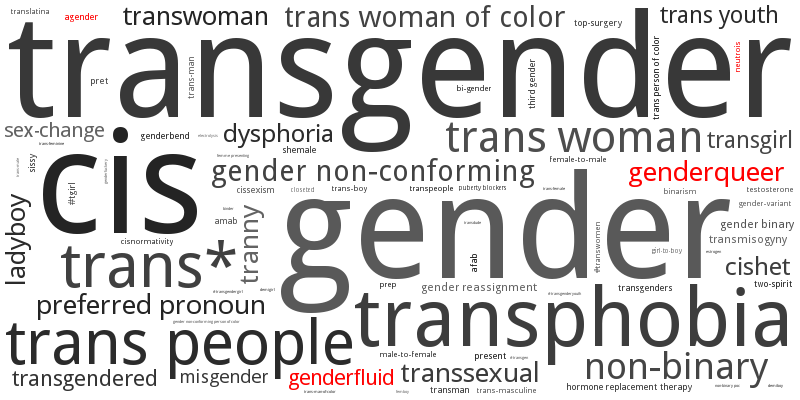 translatina
agender
transwoman
trans woman of color
top-surgery
trans youth
transgender
pret
trans-man
bi-gender
third gender
trans person of color
neutrois
sex-change
genderbend
electrolysis
dysphoria
shemale
trans woman
transgirl
cis
sissy
#tgirl
gender non-conforming
female-to-male
genderqueer
cissexism
closeted
trans-boy
transpeople
puberty blockers
binarism
testosterone
gender-variant
ladyboy
amab
tranny
gender
afab
#transwomen
girl-to-boy
gender binary
transmisogyny
cisnormativity
trans*
cishet
two-spirit
prep
gender reassignment
transgenders
preferred pronoun
transphobia
trans people
male-to-female
present
non-binary
transgendered
misgender
genderfluid
transsexual
transman
trans-masculine
hormone replacement therapy